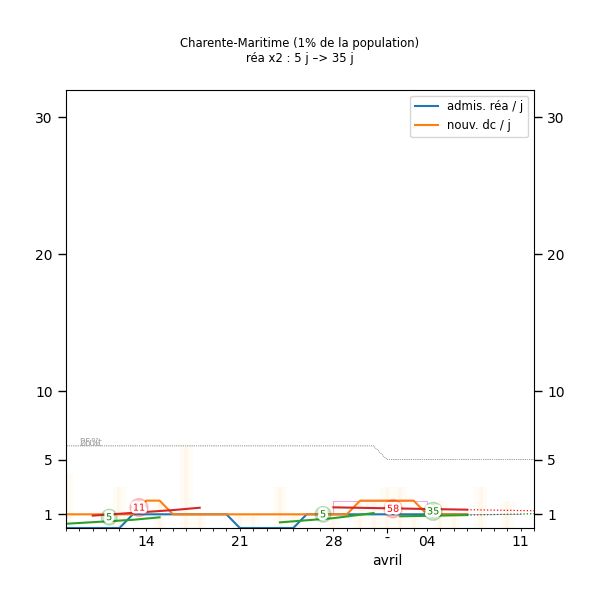 Charente-Maritime (1% de la population)
réa x2 : 5 j –> 35 j
admis. réa / j
nouv. dc / j
30 30
20 20
10 10
5 5
1 1
5 11 5 -58 35
14 21 28 - 04 11
avril